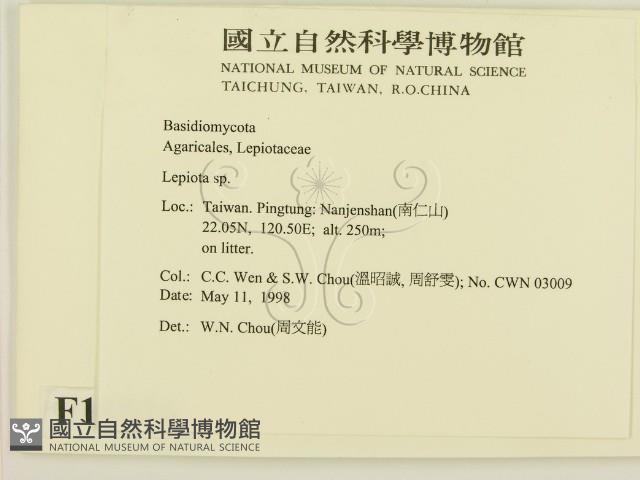 國立自然科學博物館
NATIONAL MUSEUM OF NATURAL SCIENCE
TAICHUNG, TAIWAN, R.O.CHINA
Basidiomycota
Agaricales, Lepiotaceae
Lepiota sp.
Loc.: Taiwan. Pingtung: Nanjenshan(南仁山)
22.05N, 120.50E; alt. 250m;
on litter.
Col.: C.C. Wen & S.W. Chou(溫昭誠, 周舒雯); No. CWN 03009
Date: May 11, 1998
Det.: W.N. Chou(周文能)
F1
國立自然科學博物館
NATIONAL MUSEUM OF NATURAL SCIENCE